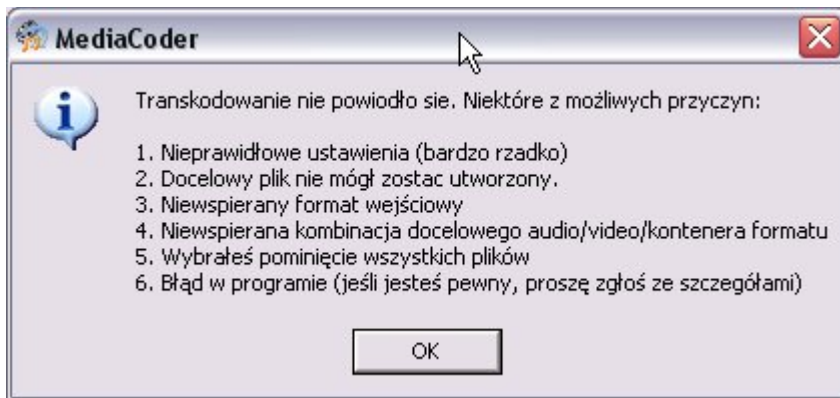 MediaCoder
Transkodowanie nie powiodło sie. Niektóre z możliwych przyczyn:
1. Nieprawidłowe ustawienia (bardzo rzadko)
2. Docelowy plik nie mógł zostac utworzony.
3. Niewspierany format wejściowy
4. Niewspierana kombinacja docelowego audio/video/kontenera formatu
5. Wybrałeś pominięcie wszystkich plików
6. Błąd w programie (jeśli jesteś pewny, proszę zgłoś ze szczegółami)
OK